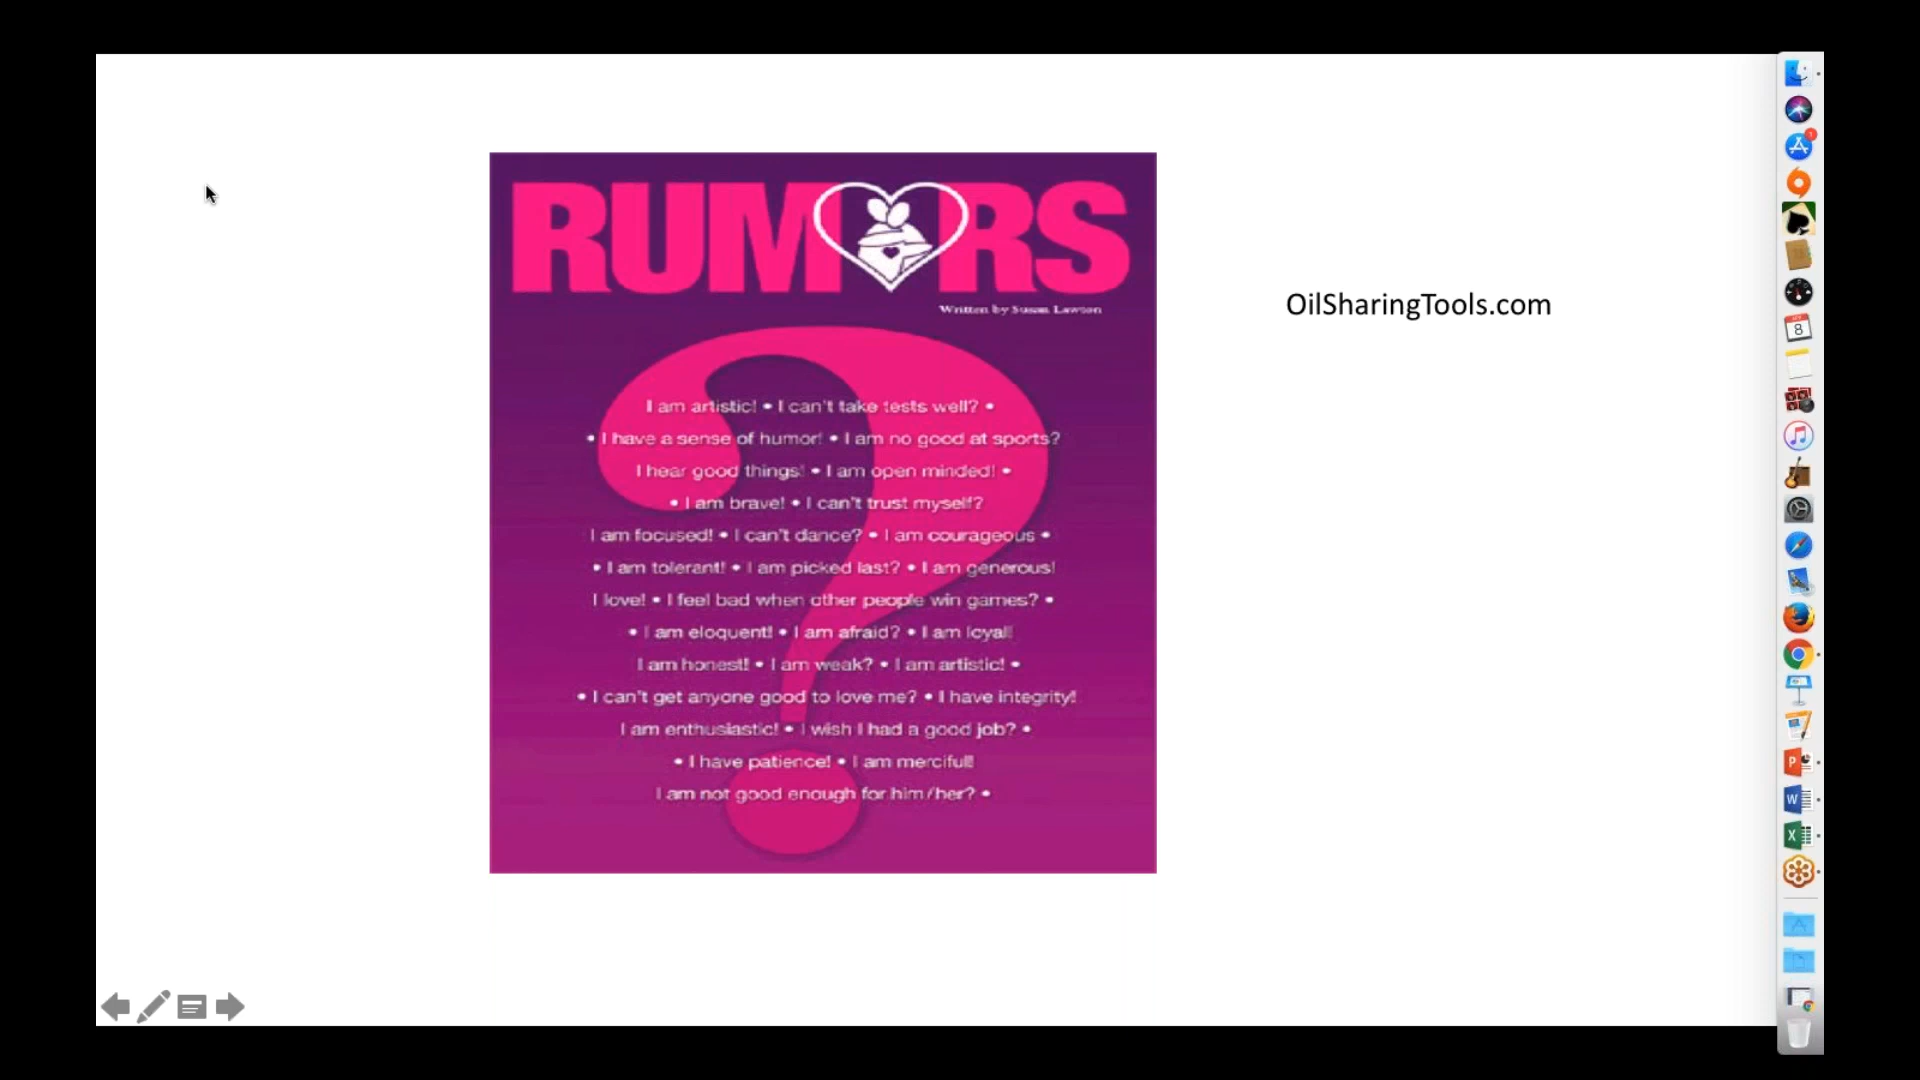 RUMORS
Written by Susan Lawton
OilSharingTools.com
I am artistic! • I can't take tests well? •
• I have a sense of humor! • I am no good at sports?
I hear good things! • I am open minded! •
• I am brave! • I can't trust myself?
I am focused! • I can't dance? • I am courageous •
• I am tolerant! • I am picked last? • I am generous!
I love! • I feel bad when other people win games? •
• I am eloquent! • I am afraid? • I am loyal!
I am honest! • I am weak? • I am artistic! •
• I can't get anyone good to love me? • I have integrity!
I am enthusiastic! • I wish I had a good job? •
• I have patience! • I am merciful!
I am not good enough for him/her? •
1
8
P
W
X